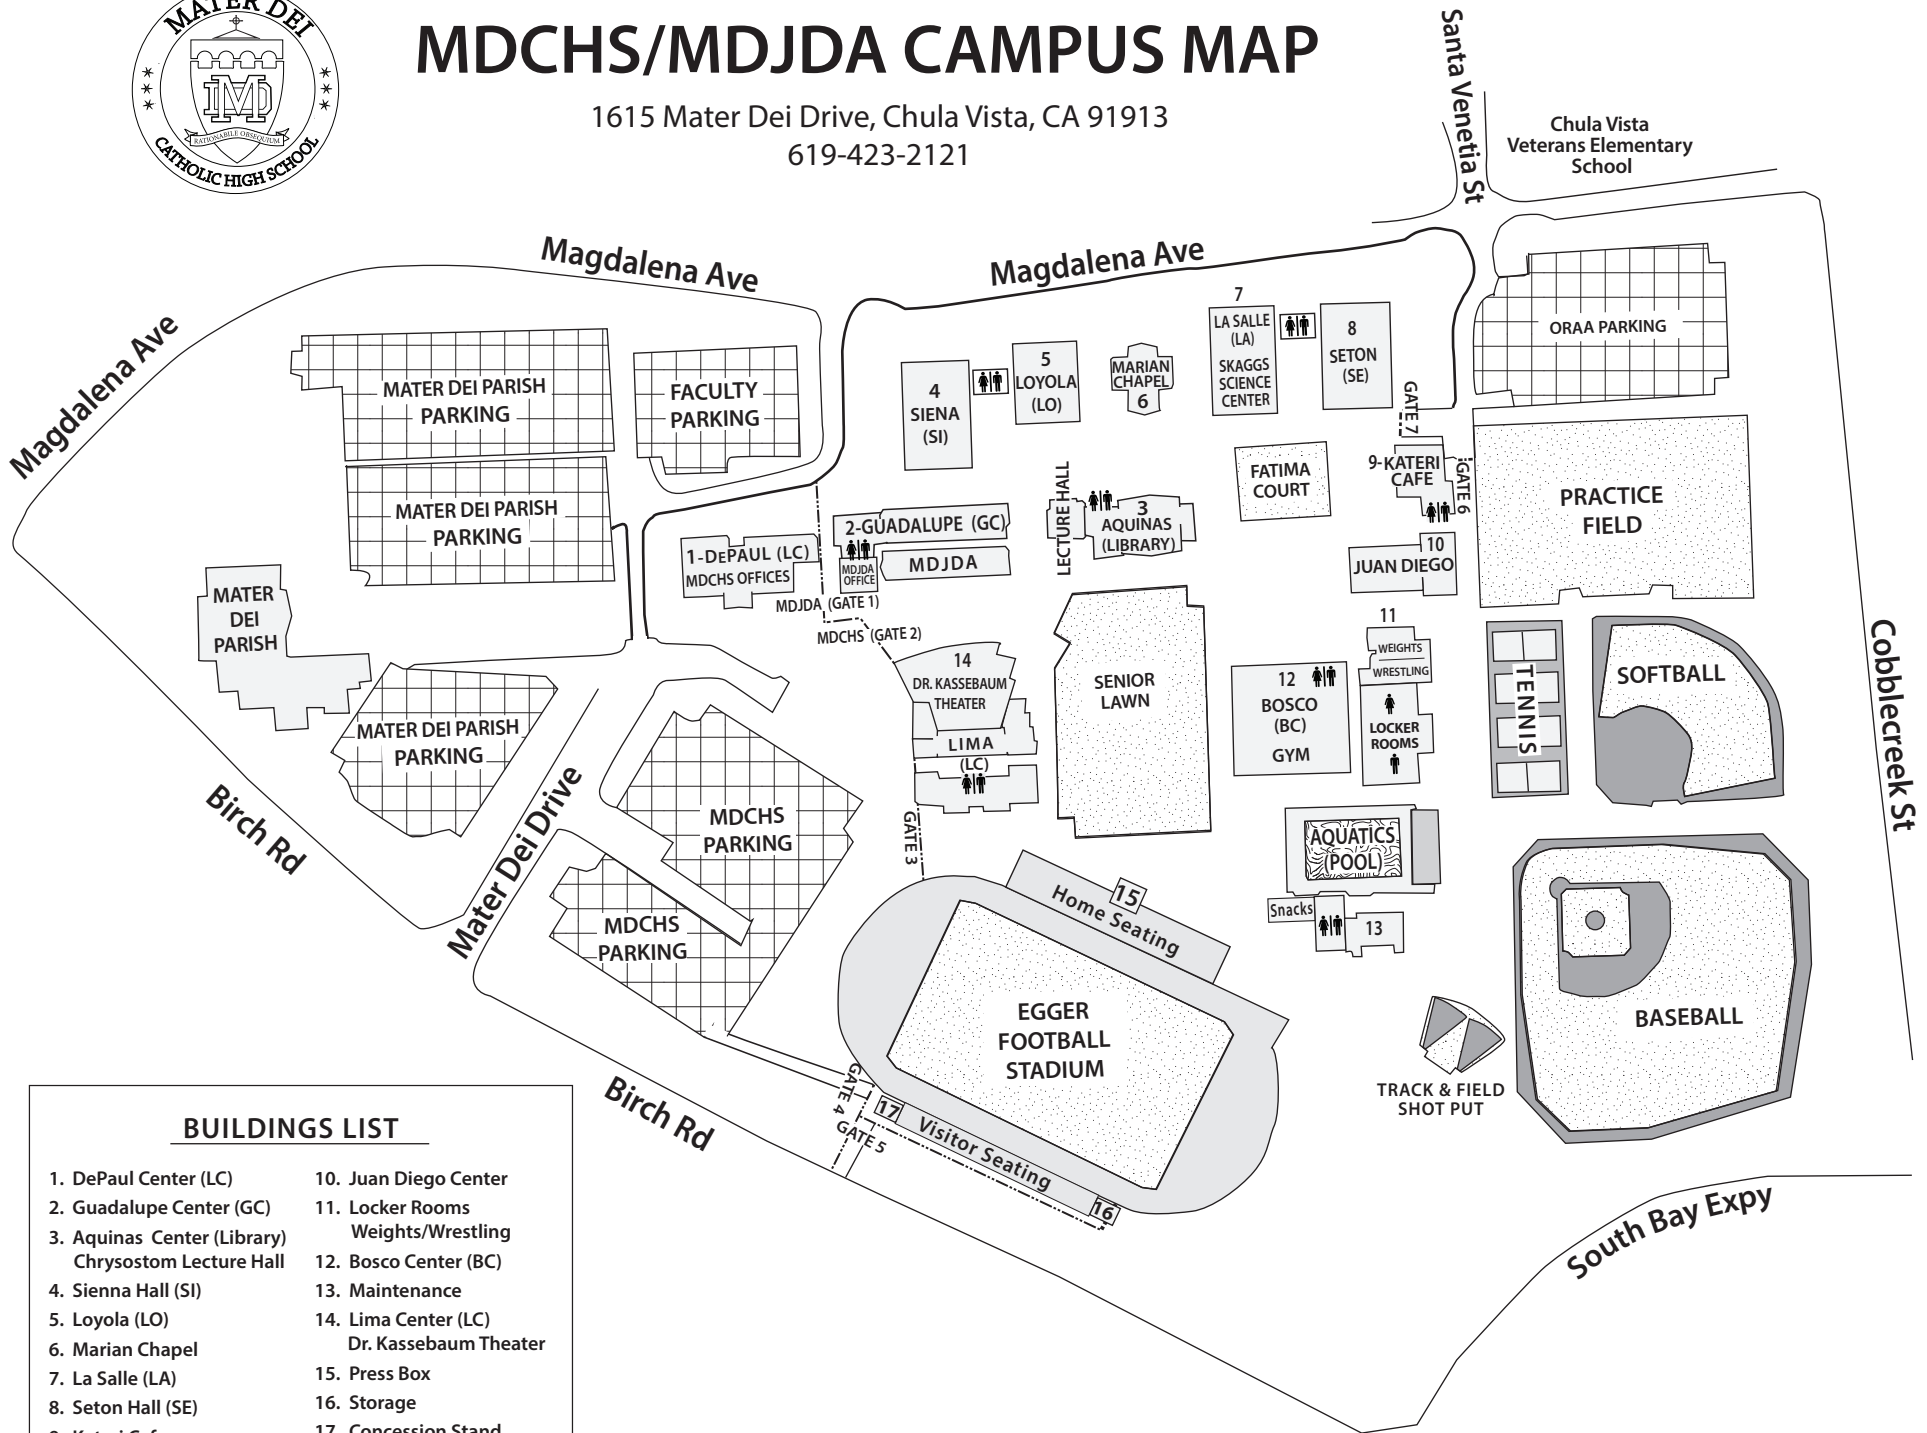 MATER DEI
MD
RATIONABILE OBSEQUIUM
CATHOLIC HIGH SCHOOL
MDCHS/MDJDA CAMPUS MAP
1615 Mater Dei Drive, Chula Vista, CA 91913
619-423-2121
Santa Venetia St
Chula Vista
Veterans Elementary
School
Magdalena Ave
Magdalena Ave
Magdalena Ave
MATER DEI PARISH
PARKING
FACULTY
PARKING
MATER DEI PARISH
PARKING
4
SIENA
(SI)
5
LOYOLA
(LO)
MARIAN
CHAPEL
6
7
LA SALLE
(LA)
SKAGGS
SCIENCE
CENTER
8
SETON
(SE)
ORAA PARKING
GATE 7
9-KATERI
CAFE
GATE 6
FATIMA
COURT
PRACTICE
FIELD
LECTURE HALL
3
AQUINAS
(LIBRARY)
2-GUADALUPE (GC)
1-DEPAUL (LC)
MDCHS OFFICES
MDJDA
OFFICE
MDJDA
MDJDA (GATE 1)
MDCHS (GATE 2)
10
JUAN DIEGO
MATER
DEI
PARISH
11
WEIGHTS
WRESTLING
14
DR. KASSEBAUM
THEATER
LIMA
(LC)
SENIOR
LAWN
12
BOSCO
(BC)
GYM
LOCKER
ROOMS
TENNIS
SOFTBALL
Cobblecreek St
MATER DEI PARISH
PARKING
Birch Rd
Mater Dei Drive
MDCHS
PARKING
GATE 3
AQUATICS
(POOL)
MDCHS
PARKING
15
Home Seating
Snacks
13
EGGER
FOOTBALL
STADIUM
BASEBALL
TRACK & FIELD
SHOT PUT
GATE 4
GATE 5
17
Visitor Seating
16
Birch Rd
South Bay Expy
BUILDINGS LIST
1. DePaul Center (LC)
2. Guadalupe Center (GC)
3. Aquinas Center (Library)
Chrysostom Lecture Hall
4. Sienna Hall (SI)
5. Loyola (LO)
6. Marian Chapel
7. La Salle (LA)
8. Seton Hall (SE)
10. Juan Diego Center
11. Locker Rooms
Weights/Wrestling
12. Bosco Center (BC)
13. Maintenance
14. Lima Center (LC)
Dr. Kassebaum Theater
15. Press Box
16. Storage
17. Concession Stand